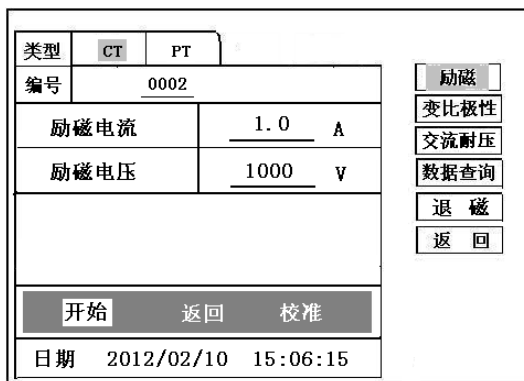 类型 CT PT
编号 0002
励磁电流 1.0 A
励磁电压 1000 V
开始 返回 校准
日期 2012/02/10 15:06:15
励磁
变比极性
交流耐压
数据查询
退 磁
返 回